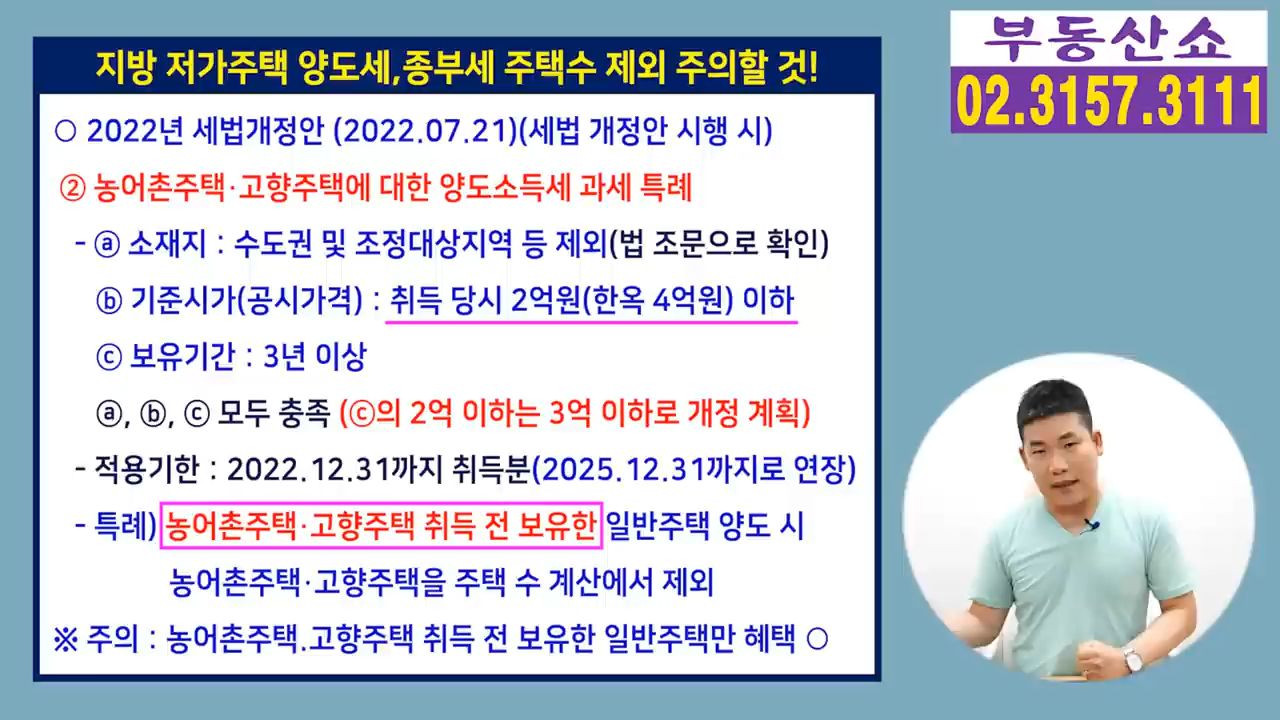 지방 저가주택 양도세,종부세 주택수 제외 주의할 것!
부동산쇼
02.3157.3111
○ 2022년 세법개정안 (2022.07.21)(세법 개정안 시행 시)
② 농어촌주택·고향주택에 대한 양도소득세 과세 특례
- ⓐ 소재지 : 수도권 및 조정대상지역 등 제외(법 조문으로 확인)
ⓑ 기준시가(공시가격) : 취득 당시 2억원(한옥 4억원) 이하
ⓒ 보유기간 : 3년 이상
ⓐ, ⓑ, ⓒ 모두 충족 (ⓒ의 2억 이하는 3억 이하로 개정 계획)
- 적용기한 : 2022.12.31까지 취득분(2025.12.31까지로 연장)
- 특례) 농어촌주택·고향주택 취득 전 보유한 일반주택 양도 시
농어촌주택·고향주택을 주택 수 계산에서 제외
※ 주의 : 농어촌주택.고향주택 취득 전 보유한 일반주택만 혜택 ○